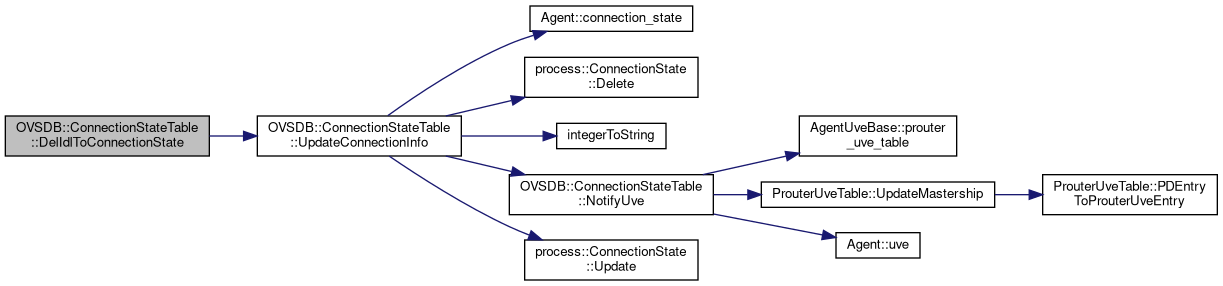 OVSDB::ConnectionStateTable
::DelIdlToConnectionState
OVSDB::ConnectionStateTable
::UpdateConnectionInfo
Agent::connection_state
process::ConnectionState
::Delete
integerToString
OVSDB::ConnectionStateTable
::NotifyUve
process::ConnectionState
::Update
AgentUveBase::prouter
_uve_table
ProuterUveTable::UpdateMastership
Agent::uve
ProuterUveTable::PDEntry
ToProuterUveEntry